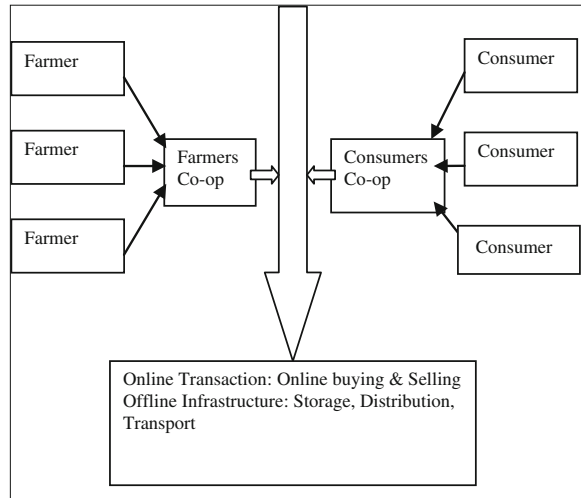 Farmer
Farmer
Farmer
Farmers
Co-op
Consumers
Co-op
Consumer
Consumer
Consumer
Online Transaction: Online buying & Selling
Offline Infrastructure: Storage, Distribution,
Transport